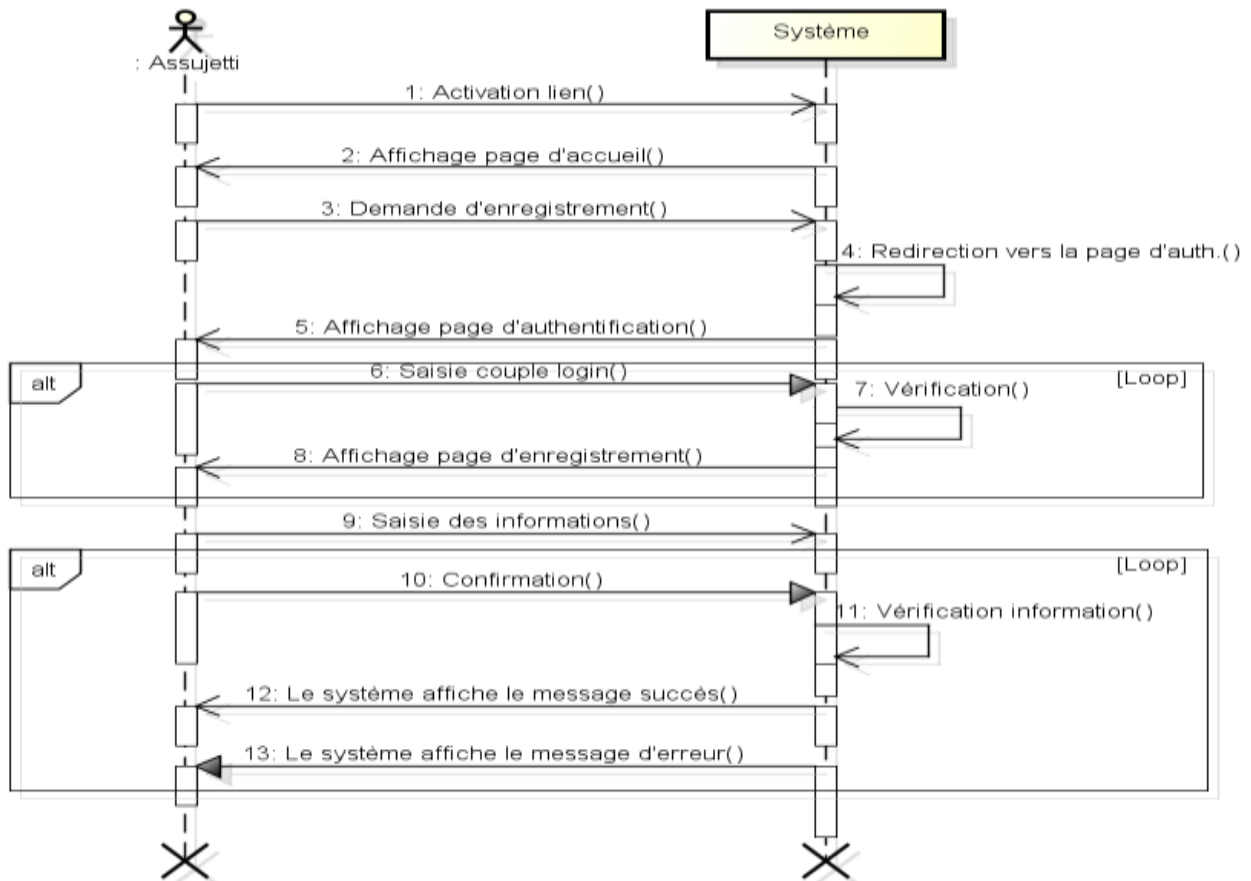 : Assujetti
Système
1: Activation lien()
2: Affichage page d'accueil()
3: Demande d'enregistrement()
4: Redirection vers la page d'auth.()
5: Affichage page d'authentification()
alt
6: Saisie couple login()
[Loop]
7: Vérification()
8: Affichage page d'enregistrement()
9: Saisie des informations()
alt
[Loop]
10: Confirmation()
11: Vérification information()
12: Le système affiche le message succès()
13: Le système affiche le message d'erreur()